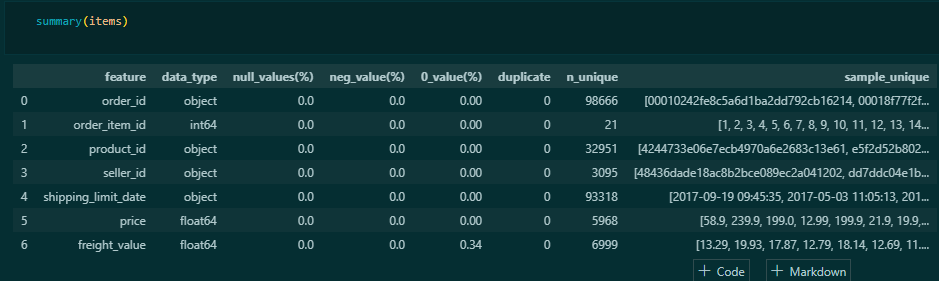 summary(items)
feature data_type null_values(%) neg_value(%) 0_value(%) duplicate n_unique sample_unique
0 order_id object 0.0 0.0 0.00 0 98666 [00010242fe8c5a6d1ba2dd792cb16214, 00018f77f2f...
1 order_item_id int64 0.0 0.0 0.00 0 21 [1, 2, 3, 4, 5, 6, 7, 8, 9, 10, 11, 12, 13, 14...
2 product_id object 0.0 0.0 0.00 0 32951 [4244733e06e7ecb4970a6e2683c13e61, e5f2d52b802...
3 seller_id object 0.0 0.0 0.00 0 3095 [48436dade18ac8b2bce089ec2a041202, dd7ddc04e1b...
4 shipping_limit_date object 0.0 0.0 0.00 0 93318 [2017-09-19 09:45:35, 2017-05-03 11:05:13, 201...
5 price float64 0.0 0.0 0.00 0 5968 [58.9, 239.9, 199.0, 12.99, 199.9, 21.9, 19.9,...
6 freight_value float64 0.0 0.0 0.34 0 6999 [13.29, 19.93, 17.87, 12.79, 18.14, 12.69, 11....
+ Code + Markdown